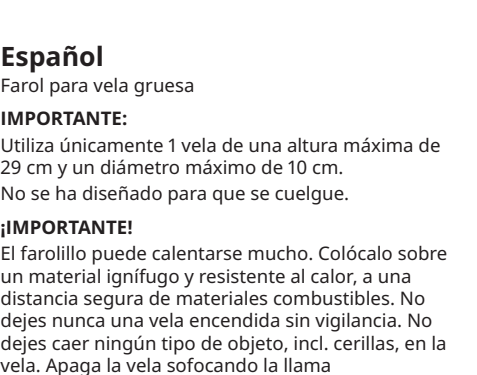 Español
Farol para vela gruesa
IMPORTANTE:
Utiliza únicamente 1 vela de una altura máxima de
29 cm y un diámetro máximo de 10 cm.
No se ha diseñado para que se cuelgue.
¡IMPORTANTE!
El farolillo puede calentarse mucho. Colócalo sobre
un material ignífugo y resistente al calor, a una
distancia segura de materiales combustibles. No
dejes nunca una vela encendida sin vigilancia. No
dejes caer ningún tipo de objeto, incl. cerillas, en la
vela. Apaga la vela sofocando la llama